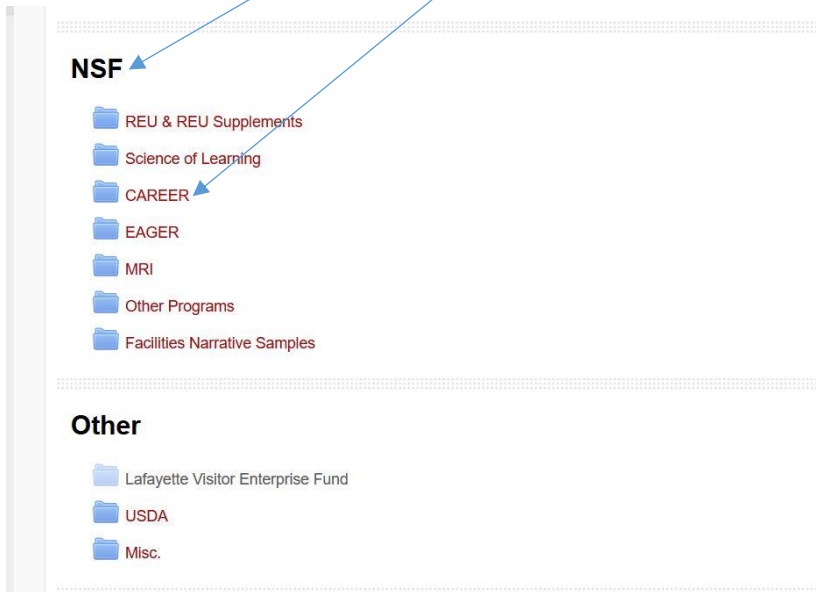 NSF
REU & REU Supplements
Science of Learning
CAREER
EAGER
MRI
Other Programs
Facilities Narrative Samples
Other
Lafayette Visitor Enterprise Fund
USDA
Misc.